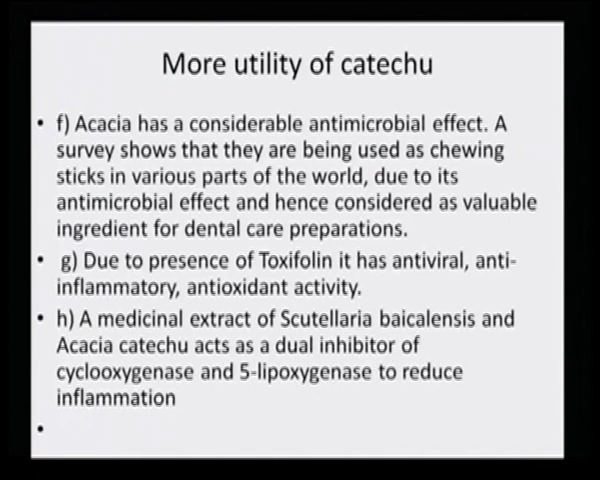 More utility of catechu
• f) Acacia has a considerable antimicrobial effect. A
survey shows that they are being used as chewing
sticks in various parts of the world, due to its
antimicrobial effect and hence considered as valuable
ingredient for dental care preparations.
• g) Due to presence of Toxifolin it has antiviral, anti-
inflammatory, antioxidant activity.
• h) A medicinal extract of Scutellaria baicalensis and
Acacia catechu acts as a dual inhibitor of
cyclooxygenase and 5-lipoxygenase to reduce
inflammation
•